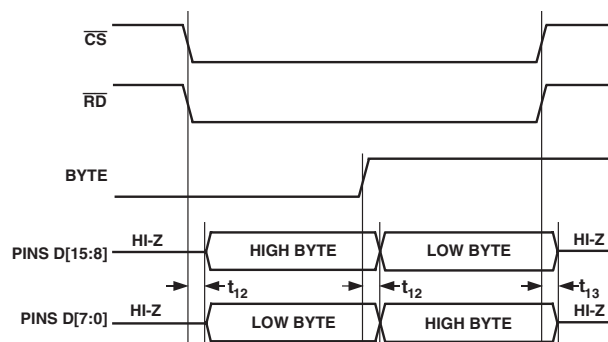 CS
RD
BYTE
PINS D[15:8] HI-Z HIGH BYTE LOW BYTE HI-Z
t12 t12 t13
PINS D[7:0] HI-Z LOW BYTE HIGH BYTE HI-Z